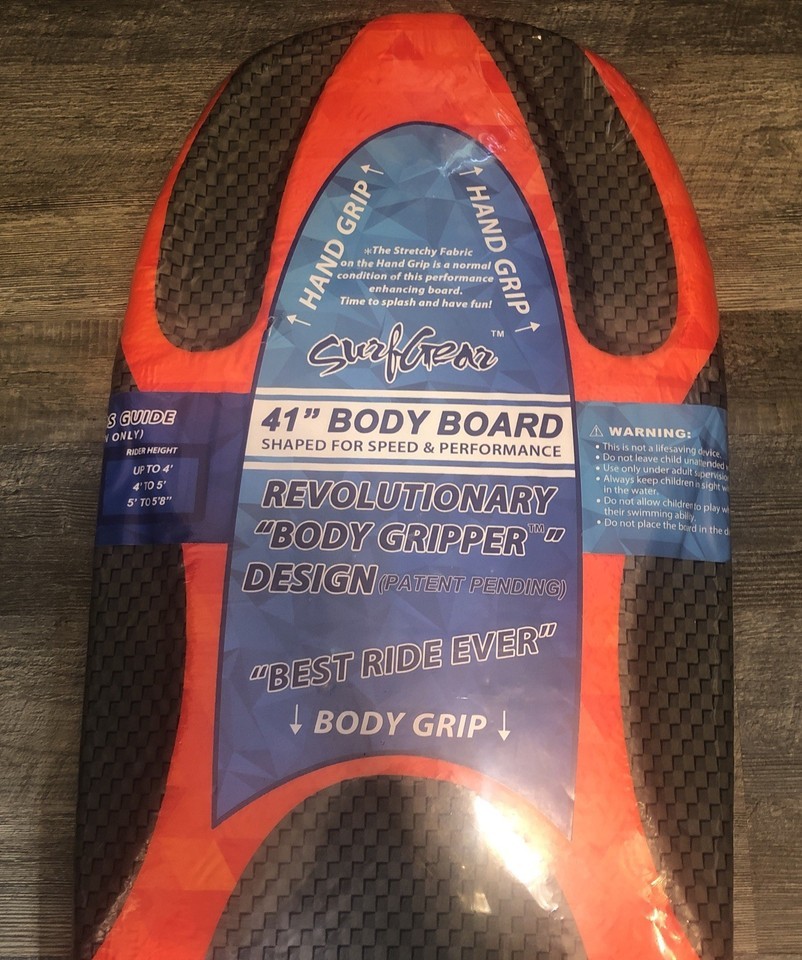 HAND GRIP
HAND GRIP
*The Stretchy Fabric
on the Hand Grip is a normal
condition of this performance
enhancing board.
Time to splash and have fun!
SurfGear™
41” BODY BOARD
SHAPED FOR SPEED & PERFORMANCE
REVOLUTIONARY
“BODY GRIPPER™”
DESIGN (PATENT PENDING)
“BEST RIDE EVER”
↓ BODY GRIP ↓
S GUIDE
ONLY)
RIDER HEIGHT
UP TO 4'
4' TO 5'
5' TO 5'8"
⚠ WARNING:
• This is not a lifesaving device.
• Do not leave child unattended
• Use only under adult supervision
• Always keep children in sight
in the water.
• Do not allow children to play
their swimming ability.
• Do not place the board in the